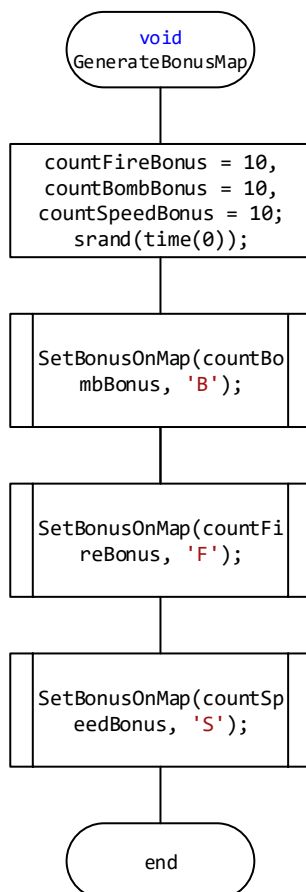 void
GenerateBonusMap
countFireBonus = 10,
countBombBonus = 10,
countSpeedBonus = 10;
srand(time(0));
SetBonusOnMap(countBo
mbBonus, 'B');
SetBonusOnMap(countFi
reBonus, 'F');
SetBonusOnMap(countSp
eedBonus, 'S');
end